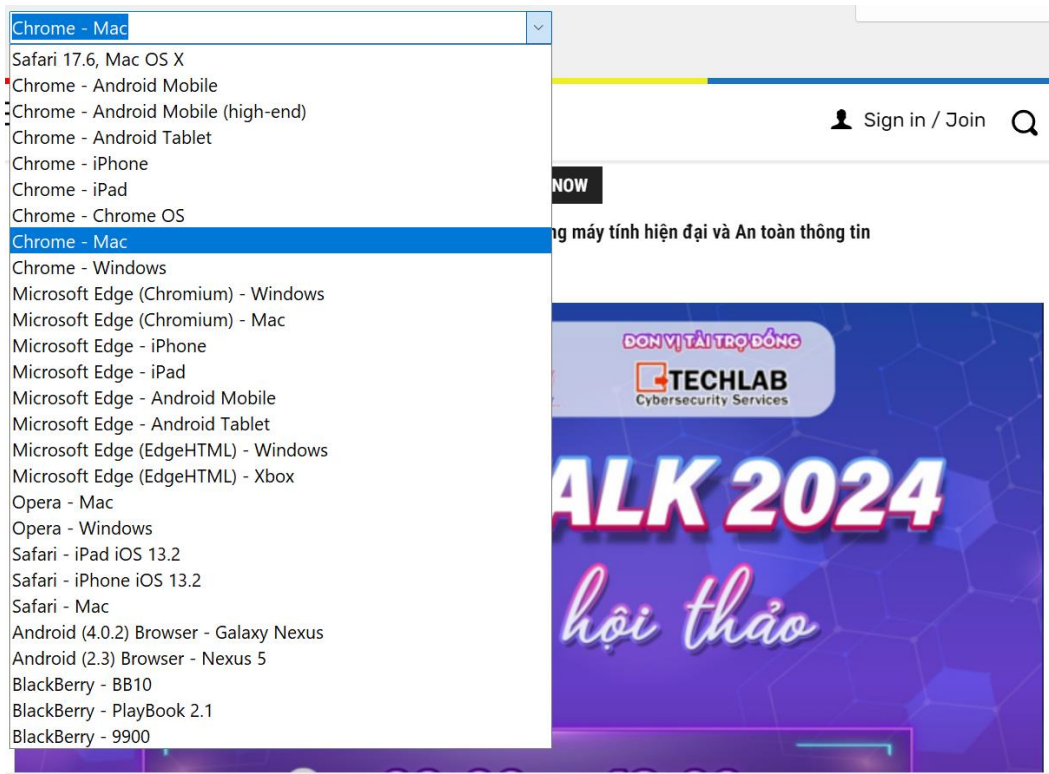 Chrome - Mac
Safari 17.6, Mac OS X
Chrome - Android Mobile
Chrome - Android Mobile (high-end)
Chrome - Android Tablet
Chrome - iPhone
Chrome - iPad
Chrome - Chrome OS
Chrome - Mac
Chrome - Windows
Microsoft Edge (Chromium) - Windows
Microsoft Edge (Chromium) - Mac
Microsoft Edge - iPhone
Microsoft Edge - iPad
Microsoft Edge - Android Mobile
Microsoft Edge - Android Tablet
Microsoft Edge (EdgeHTML) - Windows
Microsoft Edge (EdgeHTML) - Xbox
Opera - Mac
Opera - Windows
Safari - iPad iOS 13.2
Safari - iPhone iOS 13.2
Safari - Mac
Android (4.0.2) Browser - Galaxy Nexus
Android (2.3) Browser - Nexus 5
BlackBerry - BB10
BlackBerry - PlayBook 2.1
BlackBerry - 9900
Sign in / Join
NOW
ng máy tính hiện đại và An toàn thông tin
ĐƠN VỊ TÀI TRỢ ĐỒNG
TECHLAB
Cybersecurity Services
ALK 2024
hội thảo